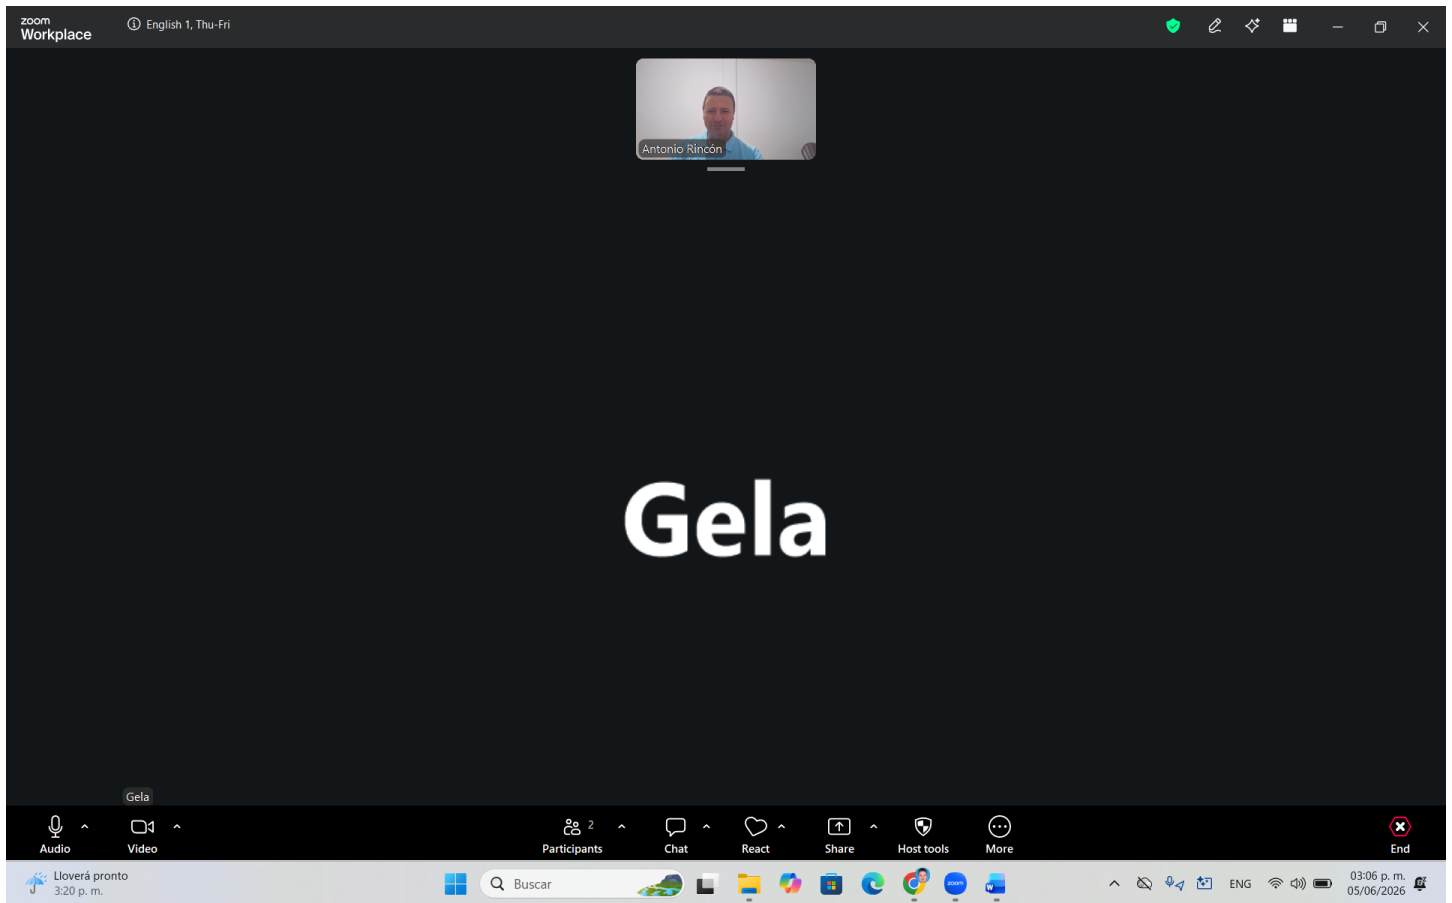 zoom
Workplace
English 1, Thu-Fri
Antonio Rincón
Gela
Gela
Audio
Video
Participants
2
Chat
React
Share
Host tools
More
End
Lloverá pronto
3:20 p. m.
Buscar
zoom
W
ENG
03:06 p. m.
05/06/2026